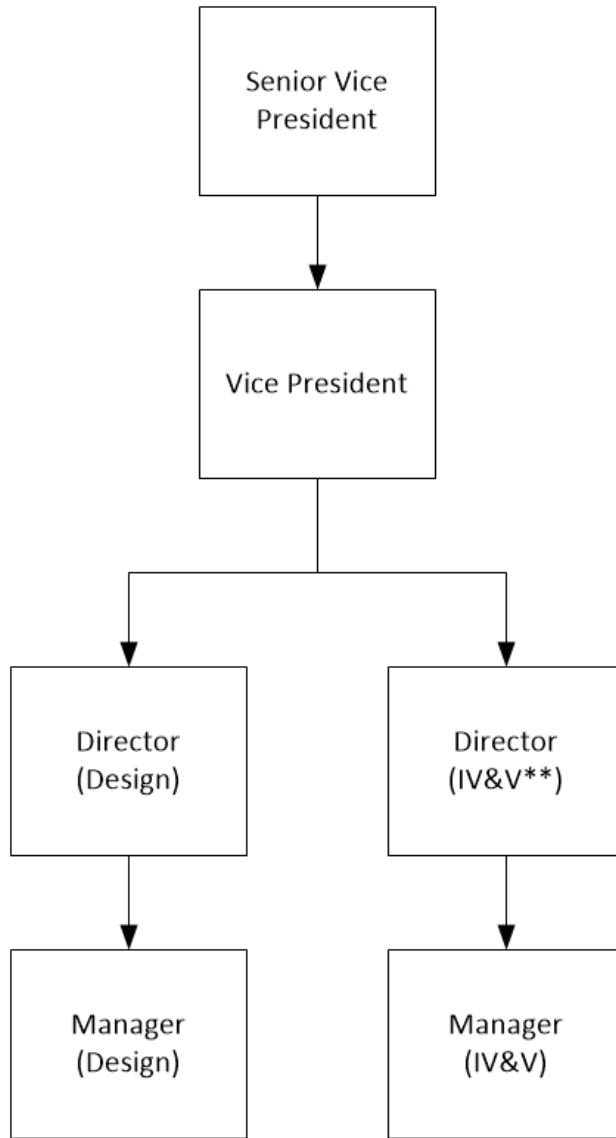 Senior Vice
President
Vice President
Director
(Design)
Director
(IV&V**)
Manager
(Design)
Manager
(IV&V)